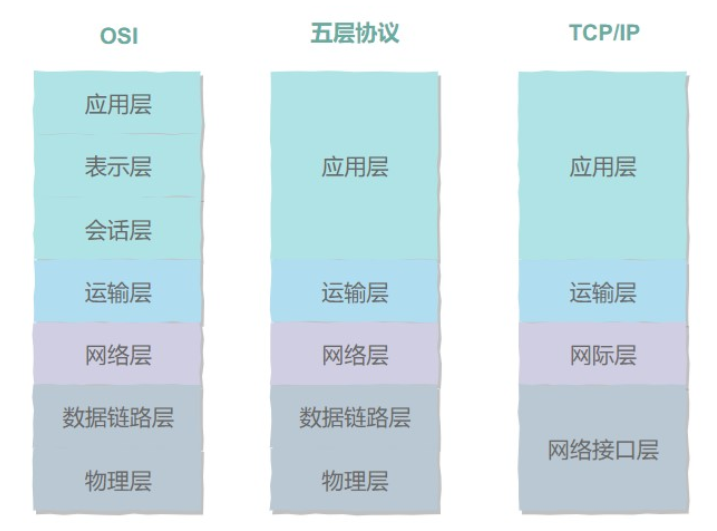 OSI
应用层
表示层
会话层
运输层
网络层
数据链路层
物理层
五层协议
应用层
运输层
网络层
数据链路层
物理层
TCP/IP
应用层
运输层
网际层
网络接口层